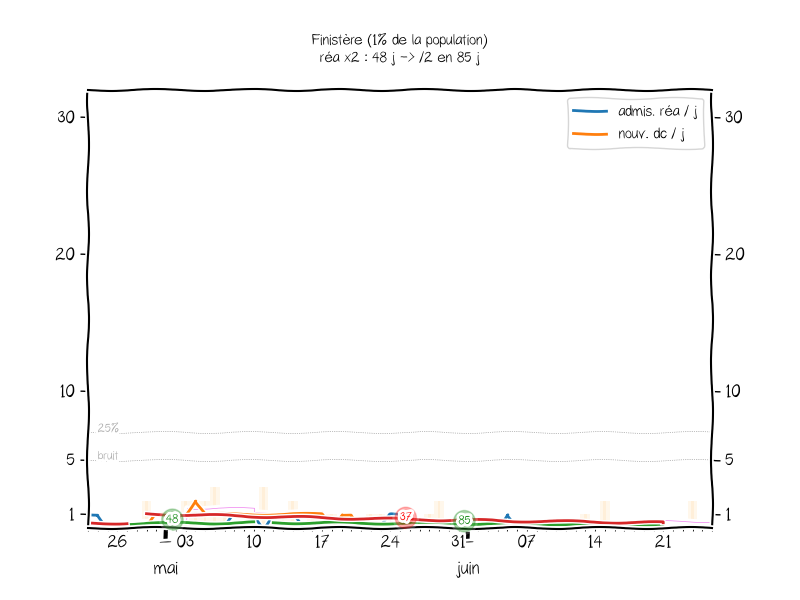 Finistère (1% de la population)
réa x2 : 48 j -> /2 en 85 j
admis. réa / j
nouv. dc / j
30
30
20
20
10
10
25%
5
bruit
5
1
48
37
85
1
26 03 10 17 24 31 07 14 21
mai juin